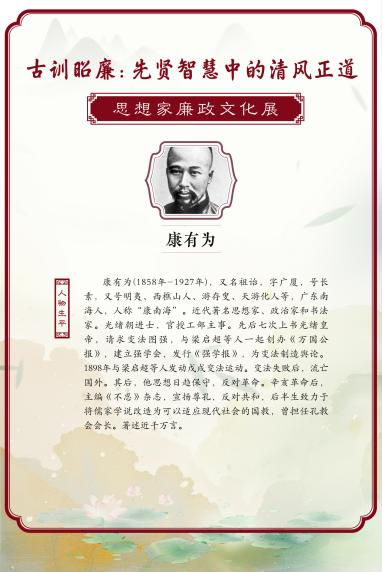 古训昭廉：先贤智慧中的清风正道
思想家廉政文化展
康有为
人物生平
康有为(1858年-1927年)，又名祖诒，字广厦，号长
素，又号明夷、西樵山人、游存叟、天游化人等，广东南
海人，人称“康南海”。近代著名思想家、政治家和书法
家。光绪朝进士，官授工部主事。先后七次上书光绪皇
帝，请求变法图强，与梁启超等人一起创办《万国公
报》，建立强学会，发行《强学报》，为变法制造舆论。
1898年与梁启超等人发动戊戌变法运动。变法失败后，流亡
国外。其后，他思想日趋保守，反对革命。辛亥革命后，
主编《不忍》杂志，宣扬尊孔，反对共和，后半生致力于
将儒家学说改造为可以适应现代社会的国教，曾担任孔教
会会长。著述近千万言。